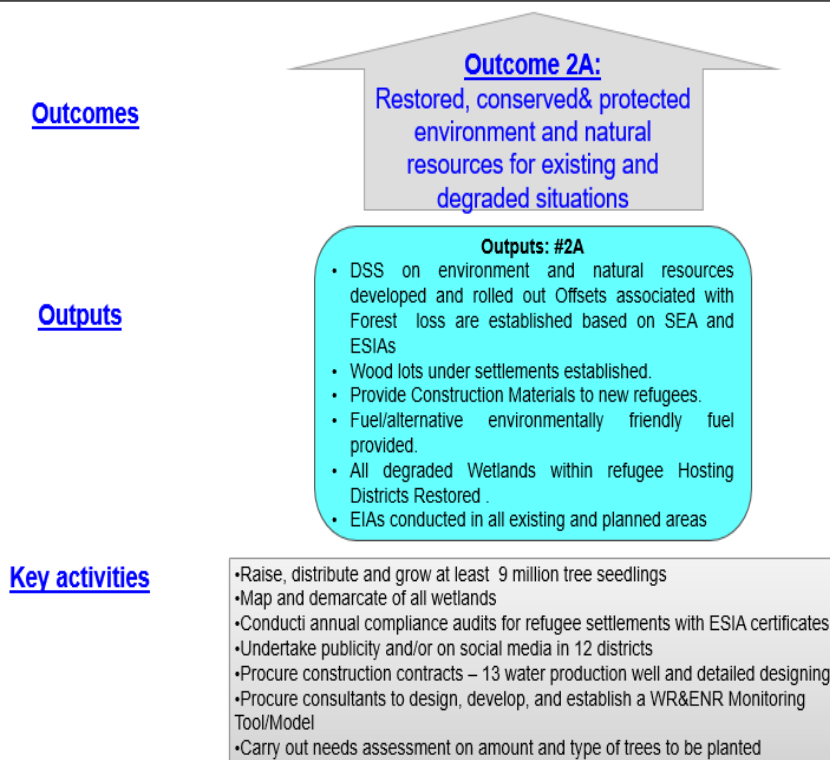 Outcomes
Outcome 2A:
Restored, conserved& protected
environment and natural
resources for existing and
degraded situations
Outputs
Outputs: #2A
• DSS on environment and natural resources
developed and rolled out Offsets associated with
Forest loss are established based on SEA and
ESIAs
• Wood lots under settlements established.
• Provide Construction Materials to new refugees.
• Fuel/alternative environmentally friendly fuel
provided.
• All degraded Wetlands within refugee Hosting
Districts Restored .
• EIAs conducted in all existing and planned areas
Key activities
•Raise, distribute and grow at least 9 million tree seedlings
•Map and demarcate of all wetlands
•Conducti annual compliance audits for refugee settlements with ESIA certificates
•Undertake publicity and/or on social media in 12 districts
•Procure construction contracts – 13 water production well and detailed designing
•Procure consultants to design, develop, and establish a WR&ENR Monitoring
Tool/Model
•Carry out needs assessment on amount and type of trees to be planted